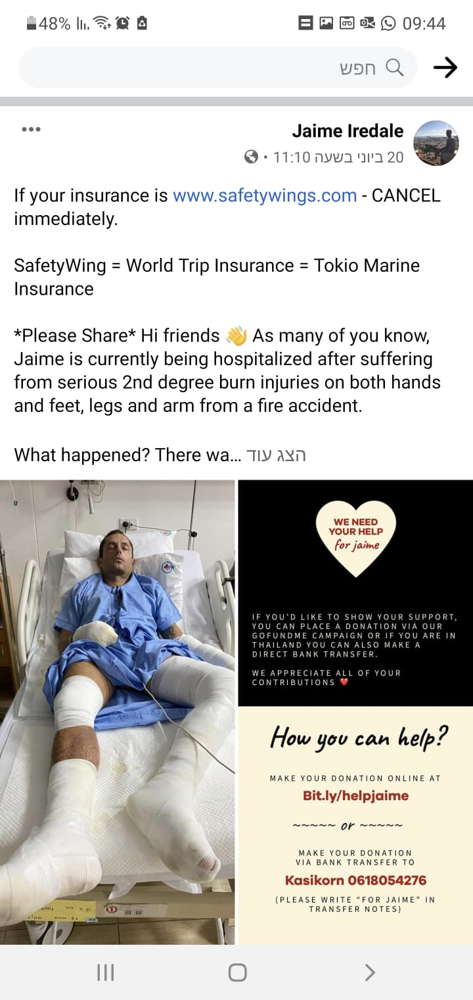 48%
09:44
חפש
Jaime Iredale
20 ביוני בשעה 11:10
If your insurance is www.safetywings.com - CANCEL
immediately.
SafetyWing = World Trip Insurance = Tokio Marine
Insurance
*Please Share* Hi friends 👋 As many of you know,
Jaime is currently being hospitalized after suffering
from serious 2nd degree burn injuries on both hands
and feet, legs and arm from a fire accident.
What happened? There wa... הצג עוד
WE NEED
YOUR HELP
for jaime
IF YOU'D LIKE TO SHOW YOUR SUPPORT,
YOU CAN PLACE A DONATION VIA OUR
GOFUNDME CAMPAIGN OR IF YOU ARE IN
THAILAND YOU CAN ALSO MAKE A
DIRECT BANK TRANSFER.
WE APPRECIATE ALL OF YOUR
CONTRIBUTIONS ❤️
How you can help?
MAKE YOUR DONATION ONLINE AT
Bit.ly/helpjaime
~~~~~ or ~~~~~
MAKE YOUR DONATION
VIA BANK TRANSFER TO
Kasikorn 0618054276
(PLEASE WRITE "FOR JAIME" IN
TRANSFER NOTES)